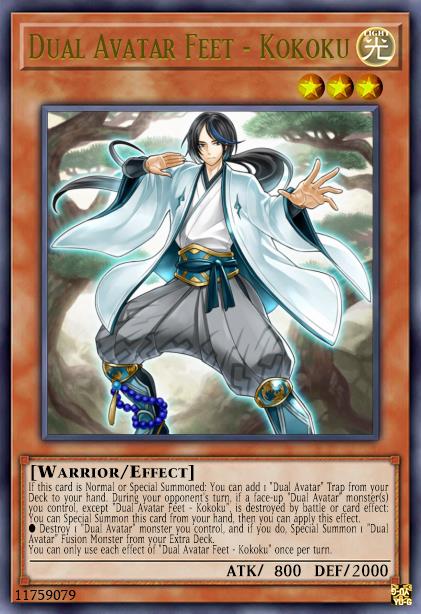 Dual Avatar Feet - Kokoku
LIGHT
光
[Warrior/Effect]
If this card is Normal or Special Summoned: You can add 1 "Dual Avatar" Trap from your
Deck to your hand. During your opponent's turn, if a face-up "Dual Avatar" monster(s)
you control, except "Dual Avatar Feet - Kokoku", is destroyed by battle or card effect:
You can Special Summon this card from your hand, then you can apply this effect.
● Destroy 1 "Dual Avatar" monster you control, and if you do, Special Summon 1 "Dual
Avatar" Fusion Monster from your Extra Deck.
You can only use each effect of "Dual Avatar Feet - Kokoku" once per turn.
ATK/ 800 DEF/2000
11759079